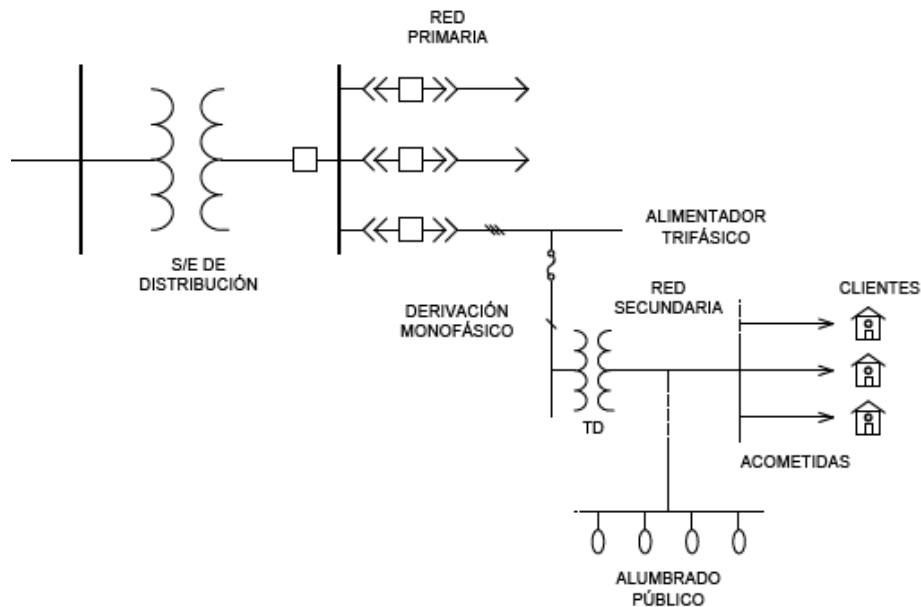 RED
PRIMARIA
S/E DE
DISTRIBUCIÓN
ALIMENTADOR
TRIFÁSICO
DERIVACIÓN
MONOFÁSICO
RED
SECUNDARIA
CLIENTES
TD
ACOMETIDAS
ALUMBRADO
PÚBLICO